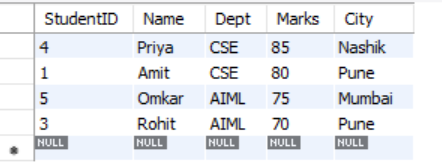 StudentID Name Dept Marks City
4 Priya CSE 85 Nashik
1 Amit CSE 80 Pune
5 Omkar AIML 75 Mumbai
3 Rohit AIML 70 Pune
NULL NULL NULL NULL NULL